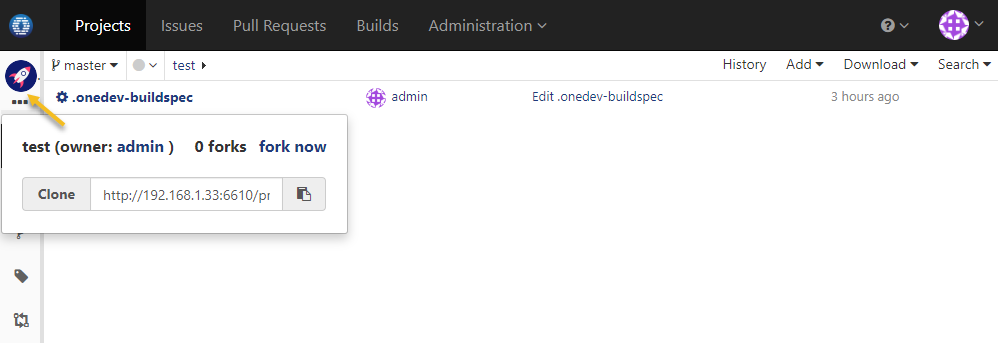 Projects Issues Pull Requests Builds Administration
master test History Add Download Search
.onedev-buildspec admin Edit .onedev-buildspec 3 hours ago
test (owner: admin ) 0 forks fork now
Clone http://192.168.1.33:6610/pr